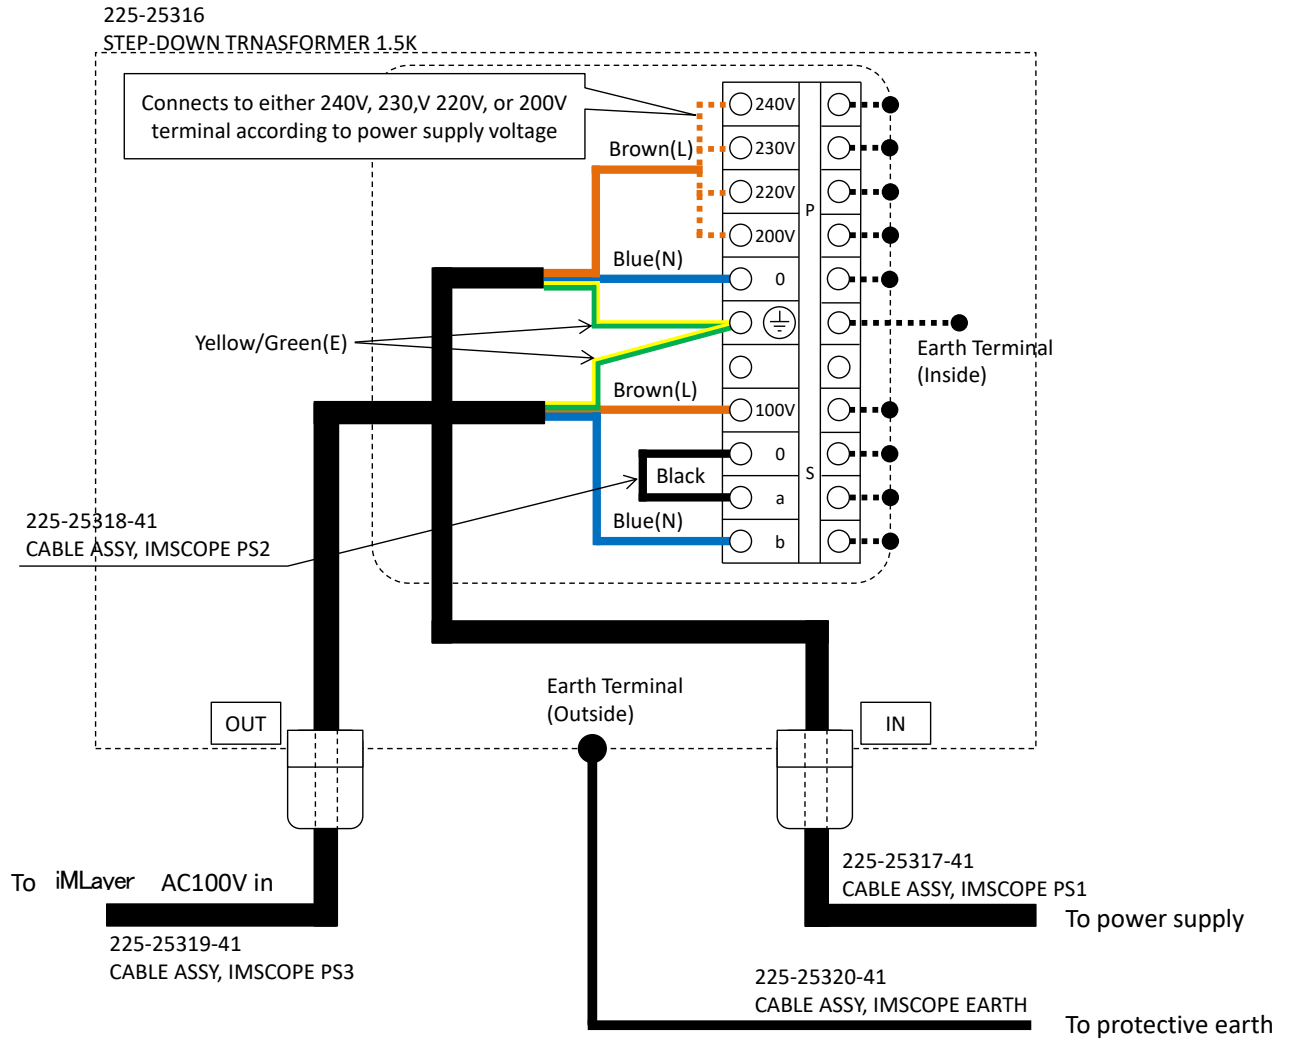 225-25316
STEP-DOWN TRNASFORMER 1.5K
Connects to either 240V, 230,V 220V, or 200V
terminal according to power supply voltage
240V
Brown(L)
230V
220V
P
200V
Blue(N)
0
Yellow/Green(E)
Earth Terminal
(Inside)
Brown(L)
100V
0
Black
S
a
225-25318-41
CABLE ASSY, IMSCOPE PS2
Blue(N)
b
Earth Terminal
(Outside)
OUT
IN
To iMLayer AC100V in
225-25317-41
CABLE ASSY, IMSCOPE PS1
To power supply
225-25319-41
CABLE ASSY, IMSCOPE PS3
225-25320-41
CABLE ASSY, IMSCOPE EARTH
To protective earth